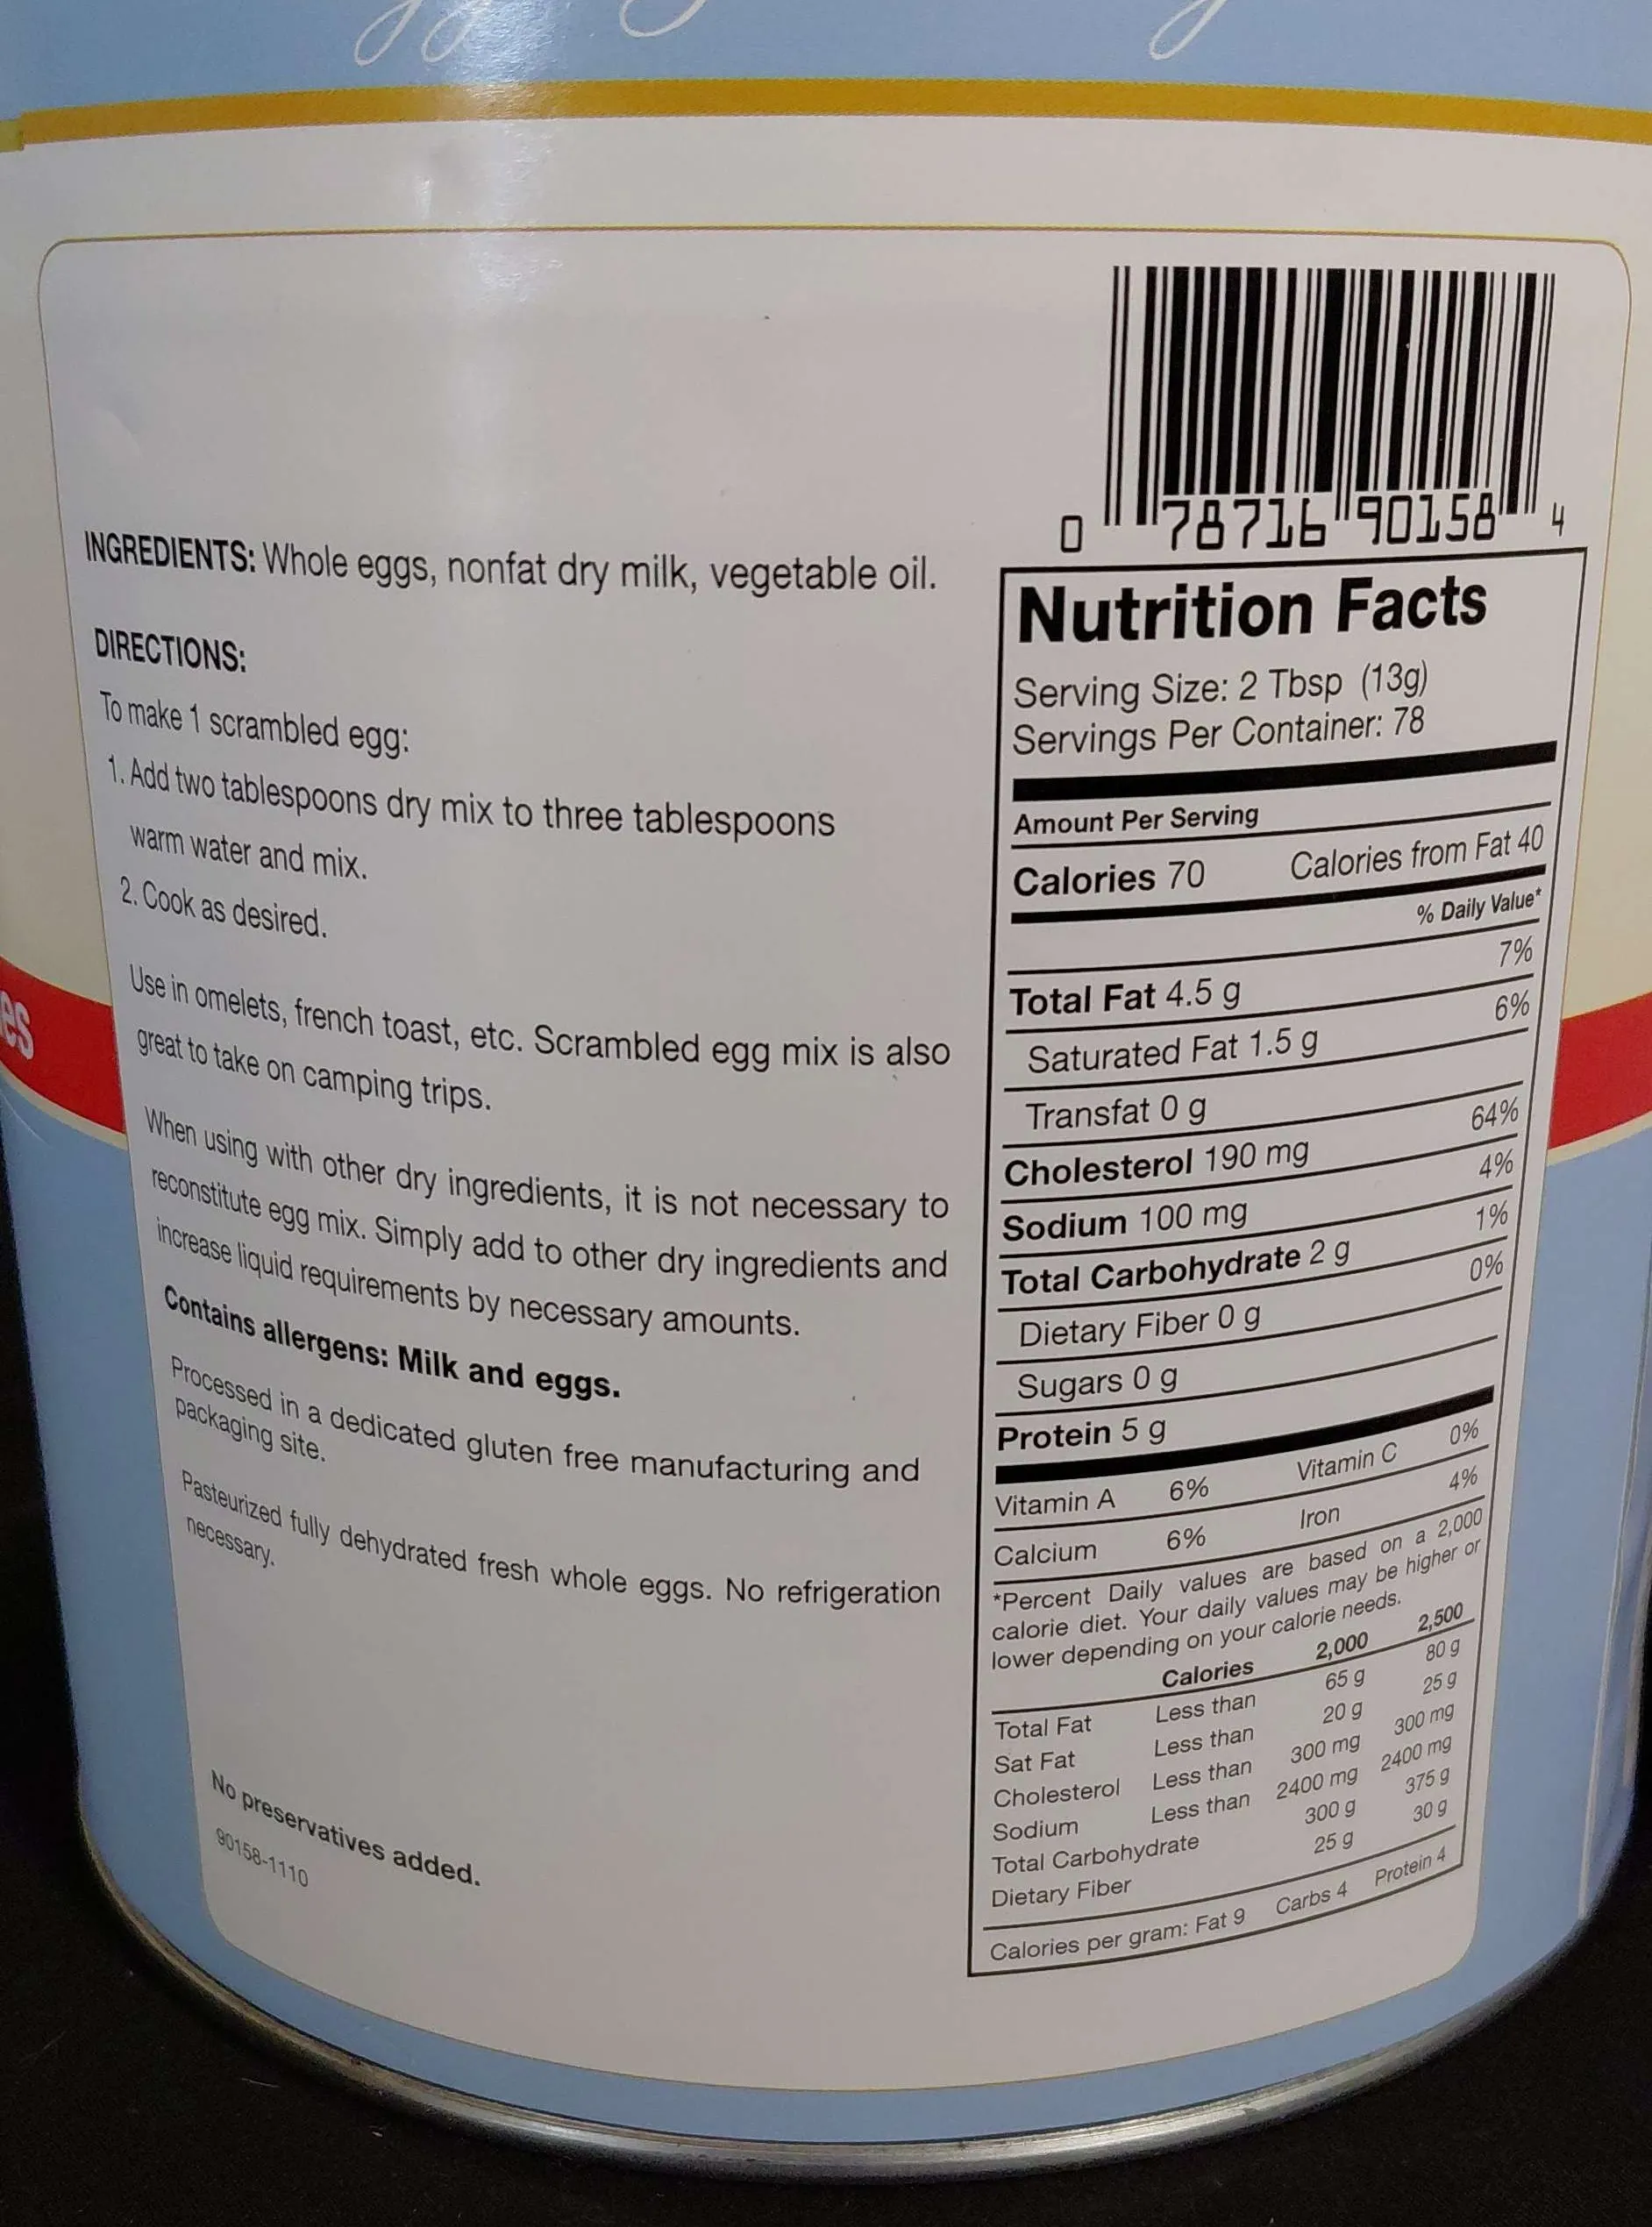 es
INGREDIENTS: Whole eggs, nonfat dry milk, vegetable oil.
DIRECTIONS:
To make 1 scrambled egg:
1. Add two tablespoons dry mix to three tablespoons
warm water and mix.
2. Cook as desired.
Use in omelets, french toast, etc. Scrambled egg mix is also
great to take on camping trips.
When using with other dry ingredients, it is not necessary to
reconstitute egg mix. Simply add to other dry ingredients and
increase liquid requirements by necessary amounts.
Contains allergens: Milk and eggs.
Processed in a dedicated gluten free manufacturing and
packaging site.
Pasteurized fully dehydrated fresh whole eggs. No refrigeration
necessary.
No preservatives added.
90158-1110
0 78716 90158 4
Nutrition Facts
Serving Size: 2 Tbsp (13g)
Servings Per Container: 78
Amount Per Serving
Calories 70 Calories from Fat 40
% Daily Value*
Total Fat 4.5 g 7%
Saturated Fat 1.5 g 6%
Transfat 0 g
Cholesterol 190 mg 64%
Sodium 100 mg 4%
Total Carbohydrate 2 g 1%
Dietary Fiber 0 g 0%
Sugars 0 g
Protein 5 g
Vitamin A 6% Vitamin C 0%
Calcium 6% Iron 4%
*Percent Daily values are based on a 2,000
calorie diet. Your daily values may be higher or
lower depending on your calorie needs.
Calories 2,000 2,500
Total Fat Less than 65 g 80 g
Sat Fat Less than 20 g 25 g
Cholesterol Less than 300 mg 300 mg
Sodium Less than 2400 mg 2400 mg
Total Carbohydrate 300 g 375 g
Dietary Fiber 25 g 30 g
Calories per gram: Fat 9 Carbs 4 Protein 4